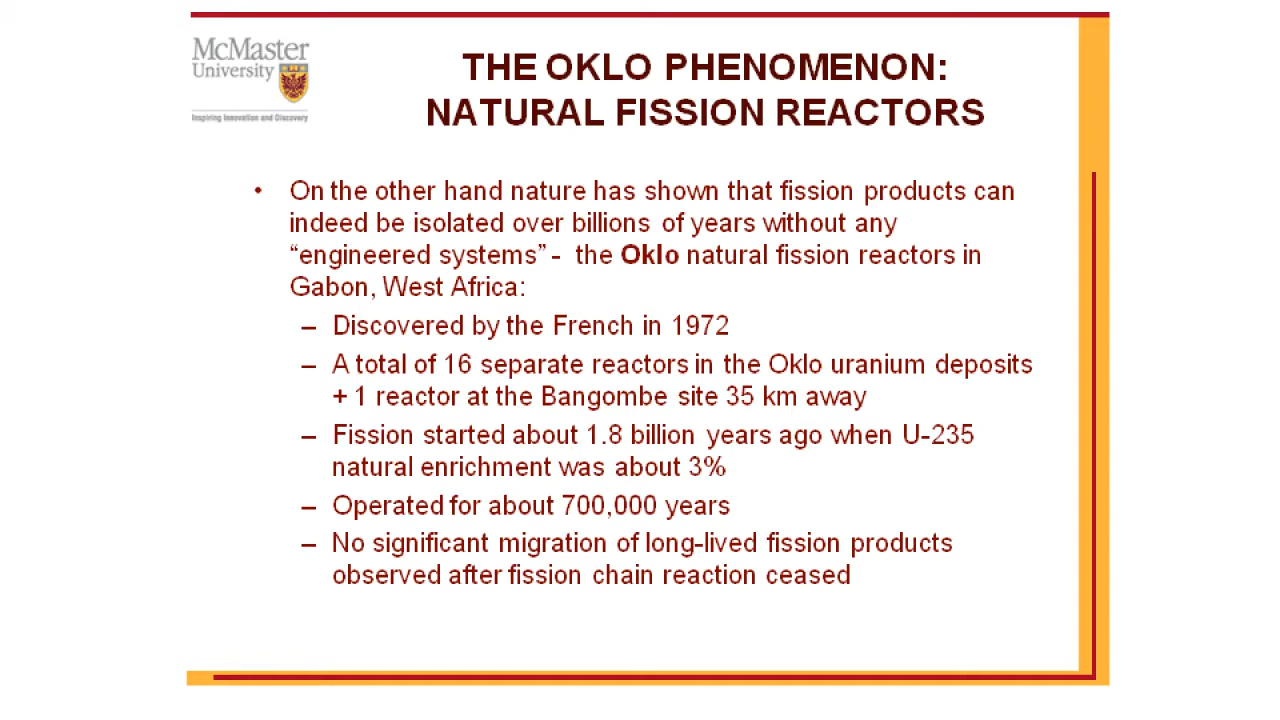 McMaster
University
Inspiring Innovation and Discovery
THE OKLO PHENOMENON:
NATURAL FISSION REACTORS
• On the other hand nature has shown that fission products can
indeed be isolated over billions of years without any
“engineered systems” - the Oklo natural fission reactors in
Gabon, West Africa:
– Discovered by the French in 1972
– A total of 16 separate reactors in the Oklo uranium deposits
+ 1 reactor at the Bangombe site 35 km away
– Fission started about 1.8 billion years ago when U-235
natural enrichment was about 3%
– Operated for about 700,000 years
– No significant migration of long-lived fission products
observed after fission chain reaction ceased